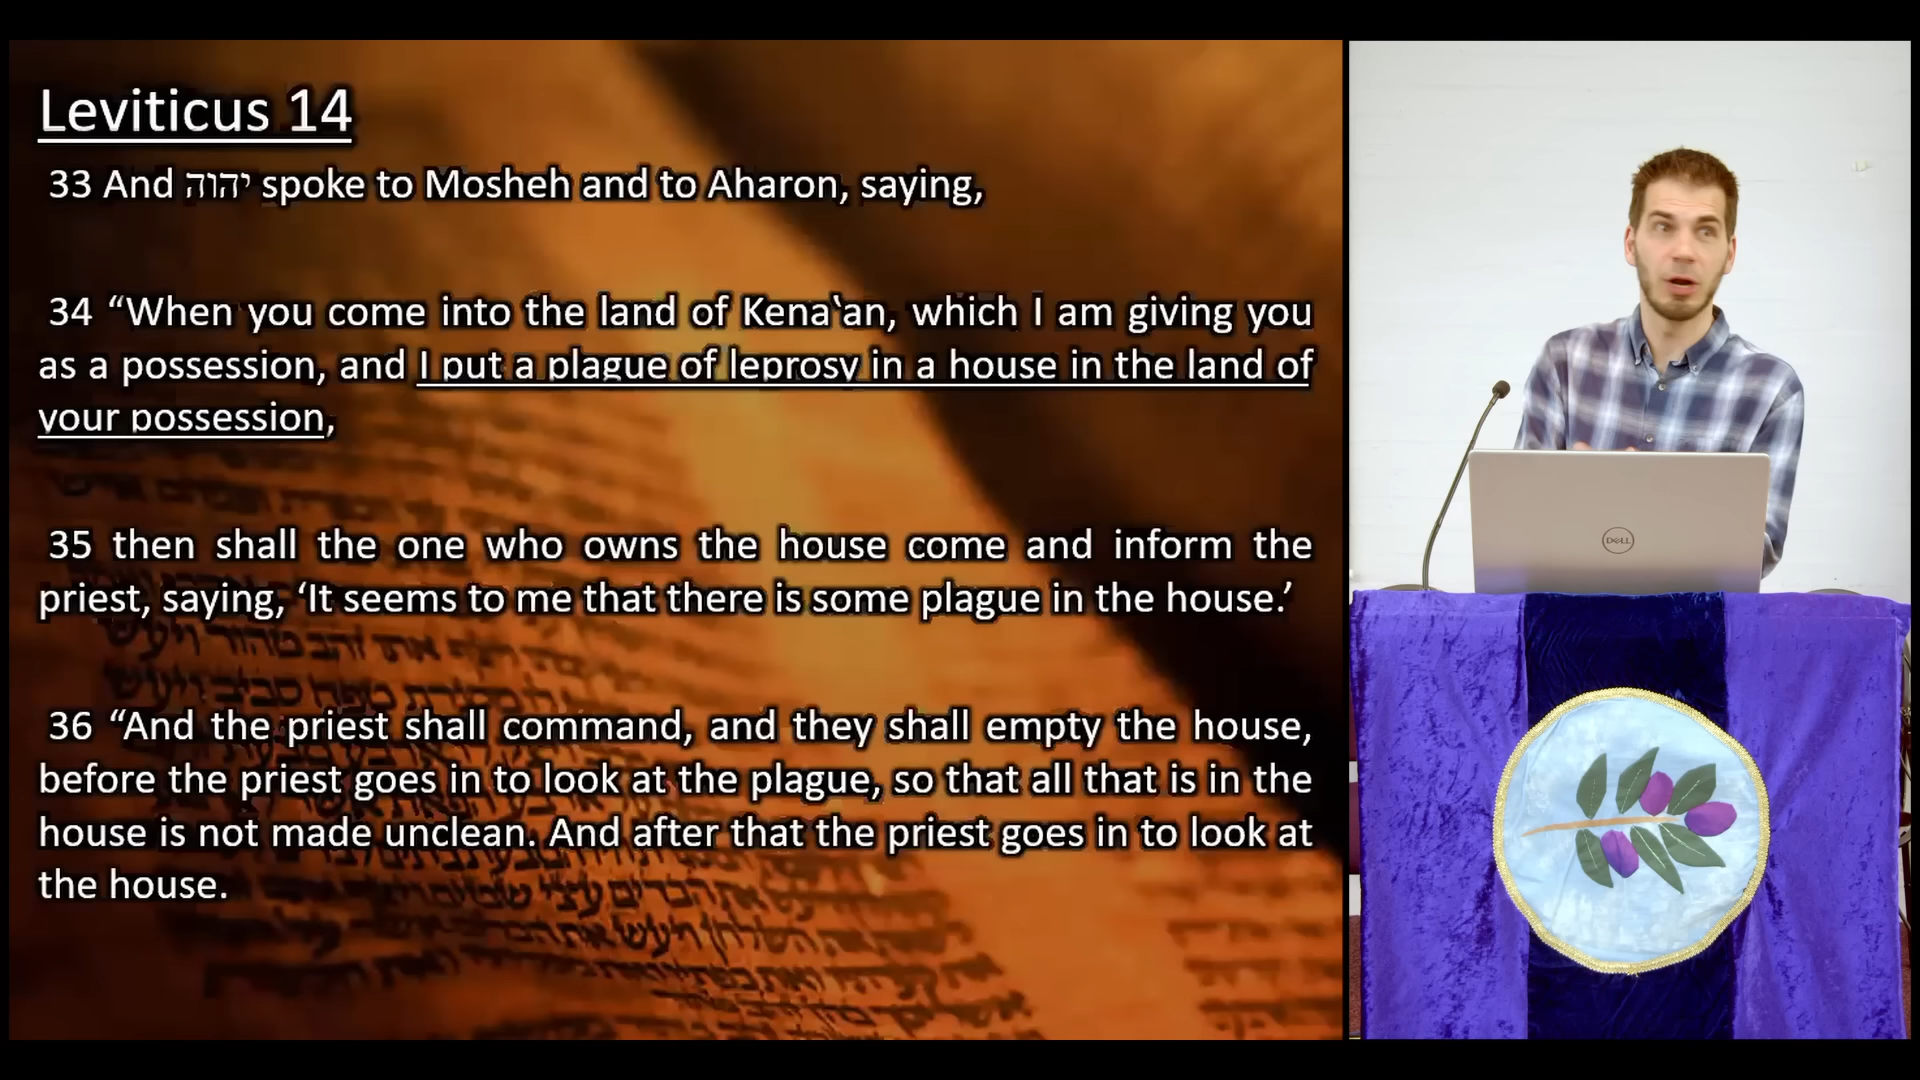 Leviticus 14
33 And יהוה spoke to Mosheh and to Aharon, saying,
34 “When you come into the land of Kena‛an, which I am giving you
as a possession, and I put a plague of leprosy in a house in the land of
your possession,
35 then shall the one who owns the house come and inform the
priest, saying, ‘It seems to me that there is some plague in the house.’
36 “And the priest shall command, and they shall empty the house,
before the priest goes in to look at the plague, so that all that is in the
house is not made unclean. And after that the priest goes in to look at
the house.
DELL